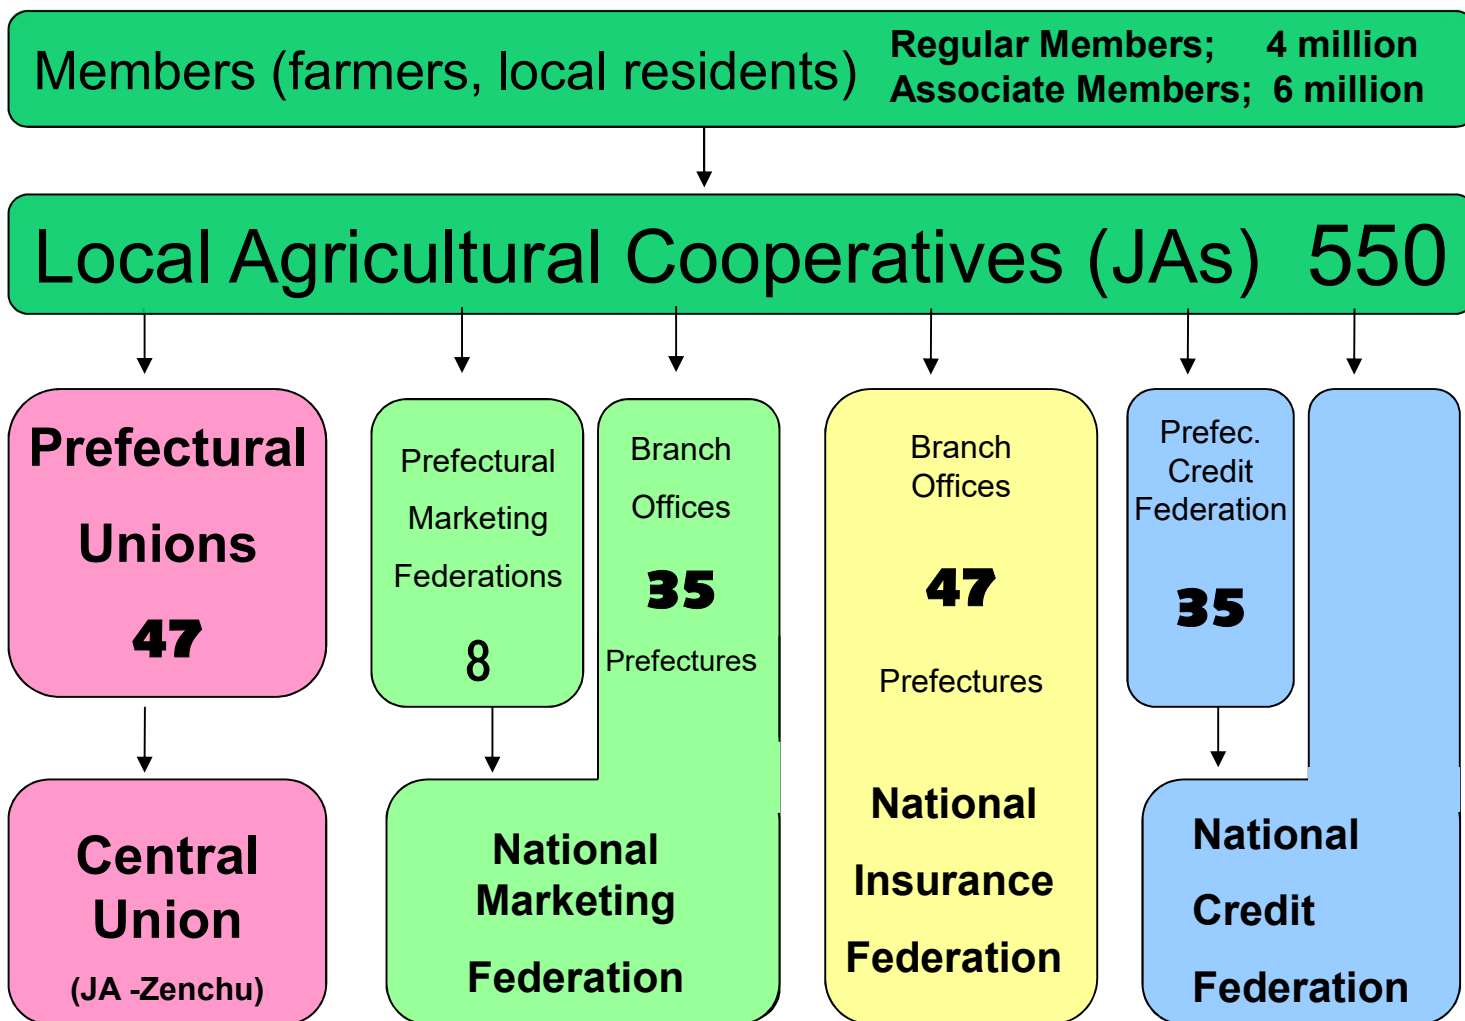 Members (farmers, local residents)
Regular Members; 4 million
Associate Members; 6 million
Local Agricultural Cooperatives (JAs) 550
Prefectural
Unions
47
Prefectural
Marketing
Federations
8
Branch
Offices
35
Prefectures
Branch
Offices
47
Prefectures
Prefec.
Credit
Federation
35
Central
Union
(JA -Zenchu)
National
Marketing
Federation
National
Insurance
Federation
National
Credit
Federation